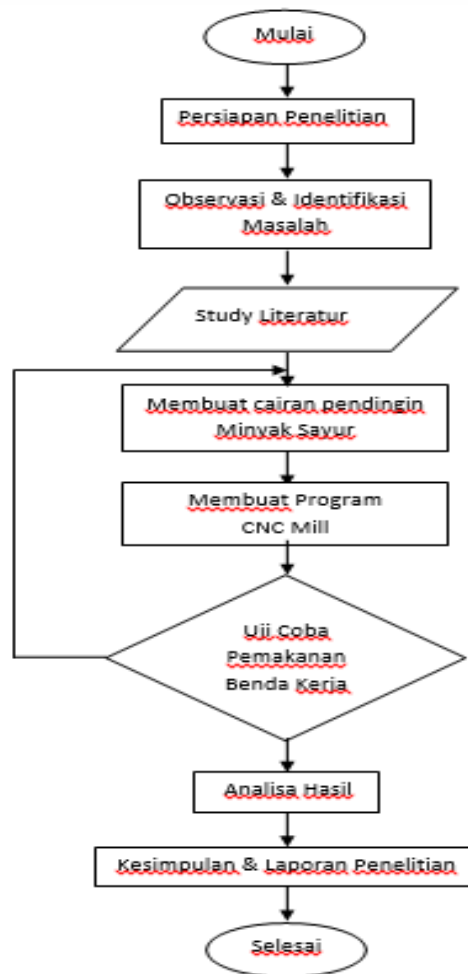 Mulai
Persiapan Penelitian
Observasi & Identifikasi
Masalah
Study Literatur
Membuat cairan pendingin
Minyak Sayur
Membuat Program
CNC Mill
Uji Coba
Pemakanan
Benda Kerja
Analisa Hasil
Kesimpulan & Laporan Penelitian
Selesai